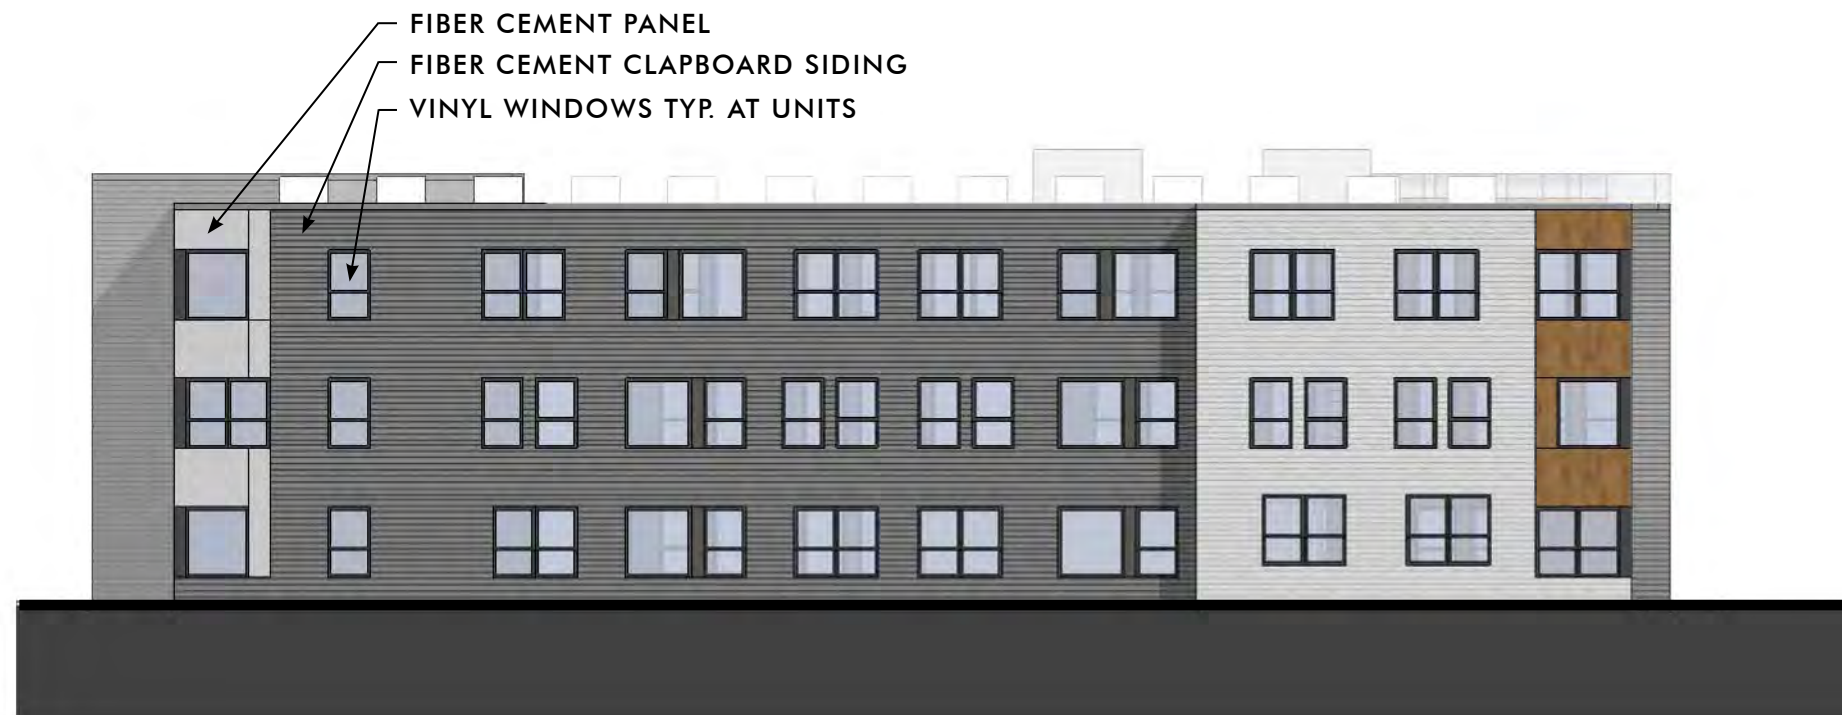 FIBER CEMENT PANEL
FIBER CEMENT CLAPBOARD SIDING
VINYL WINDOWS TYP. AT UNITS